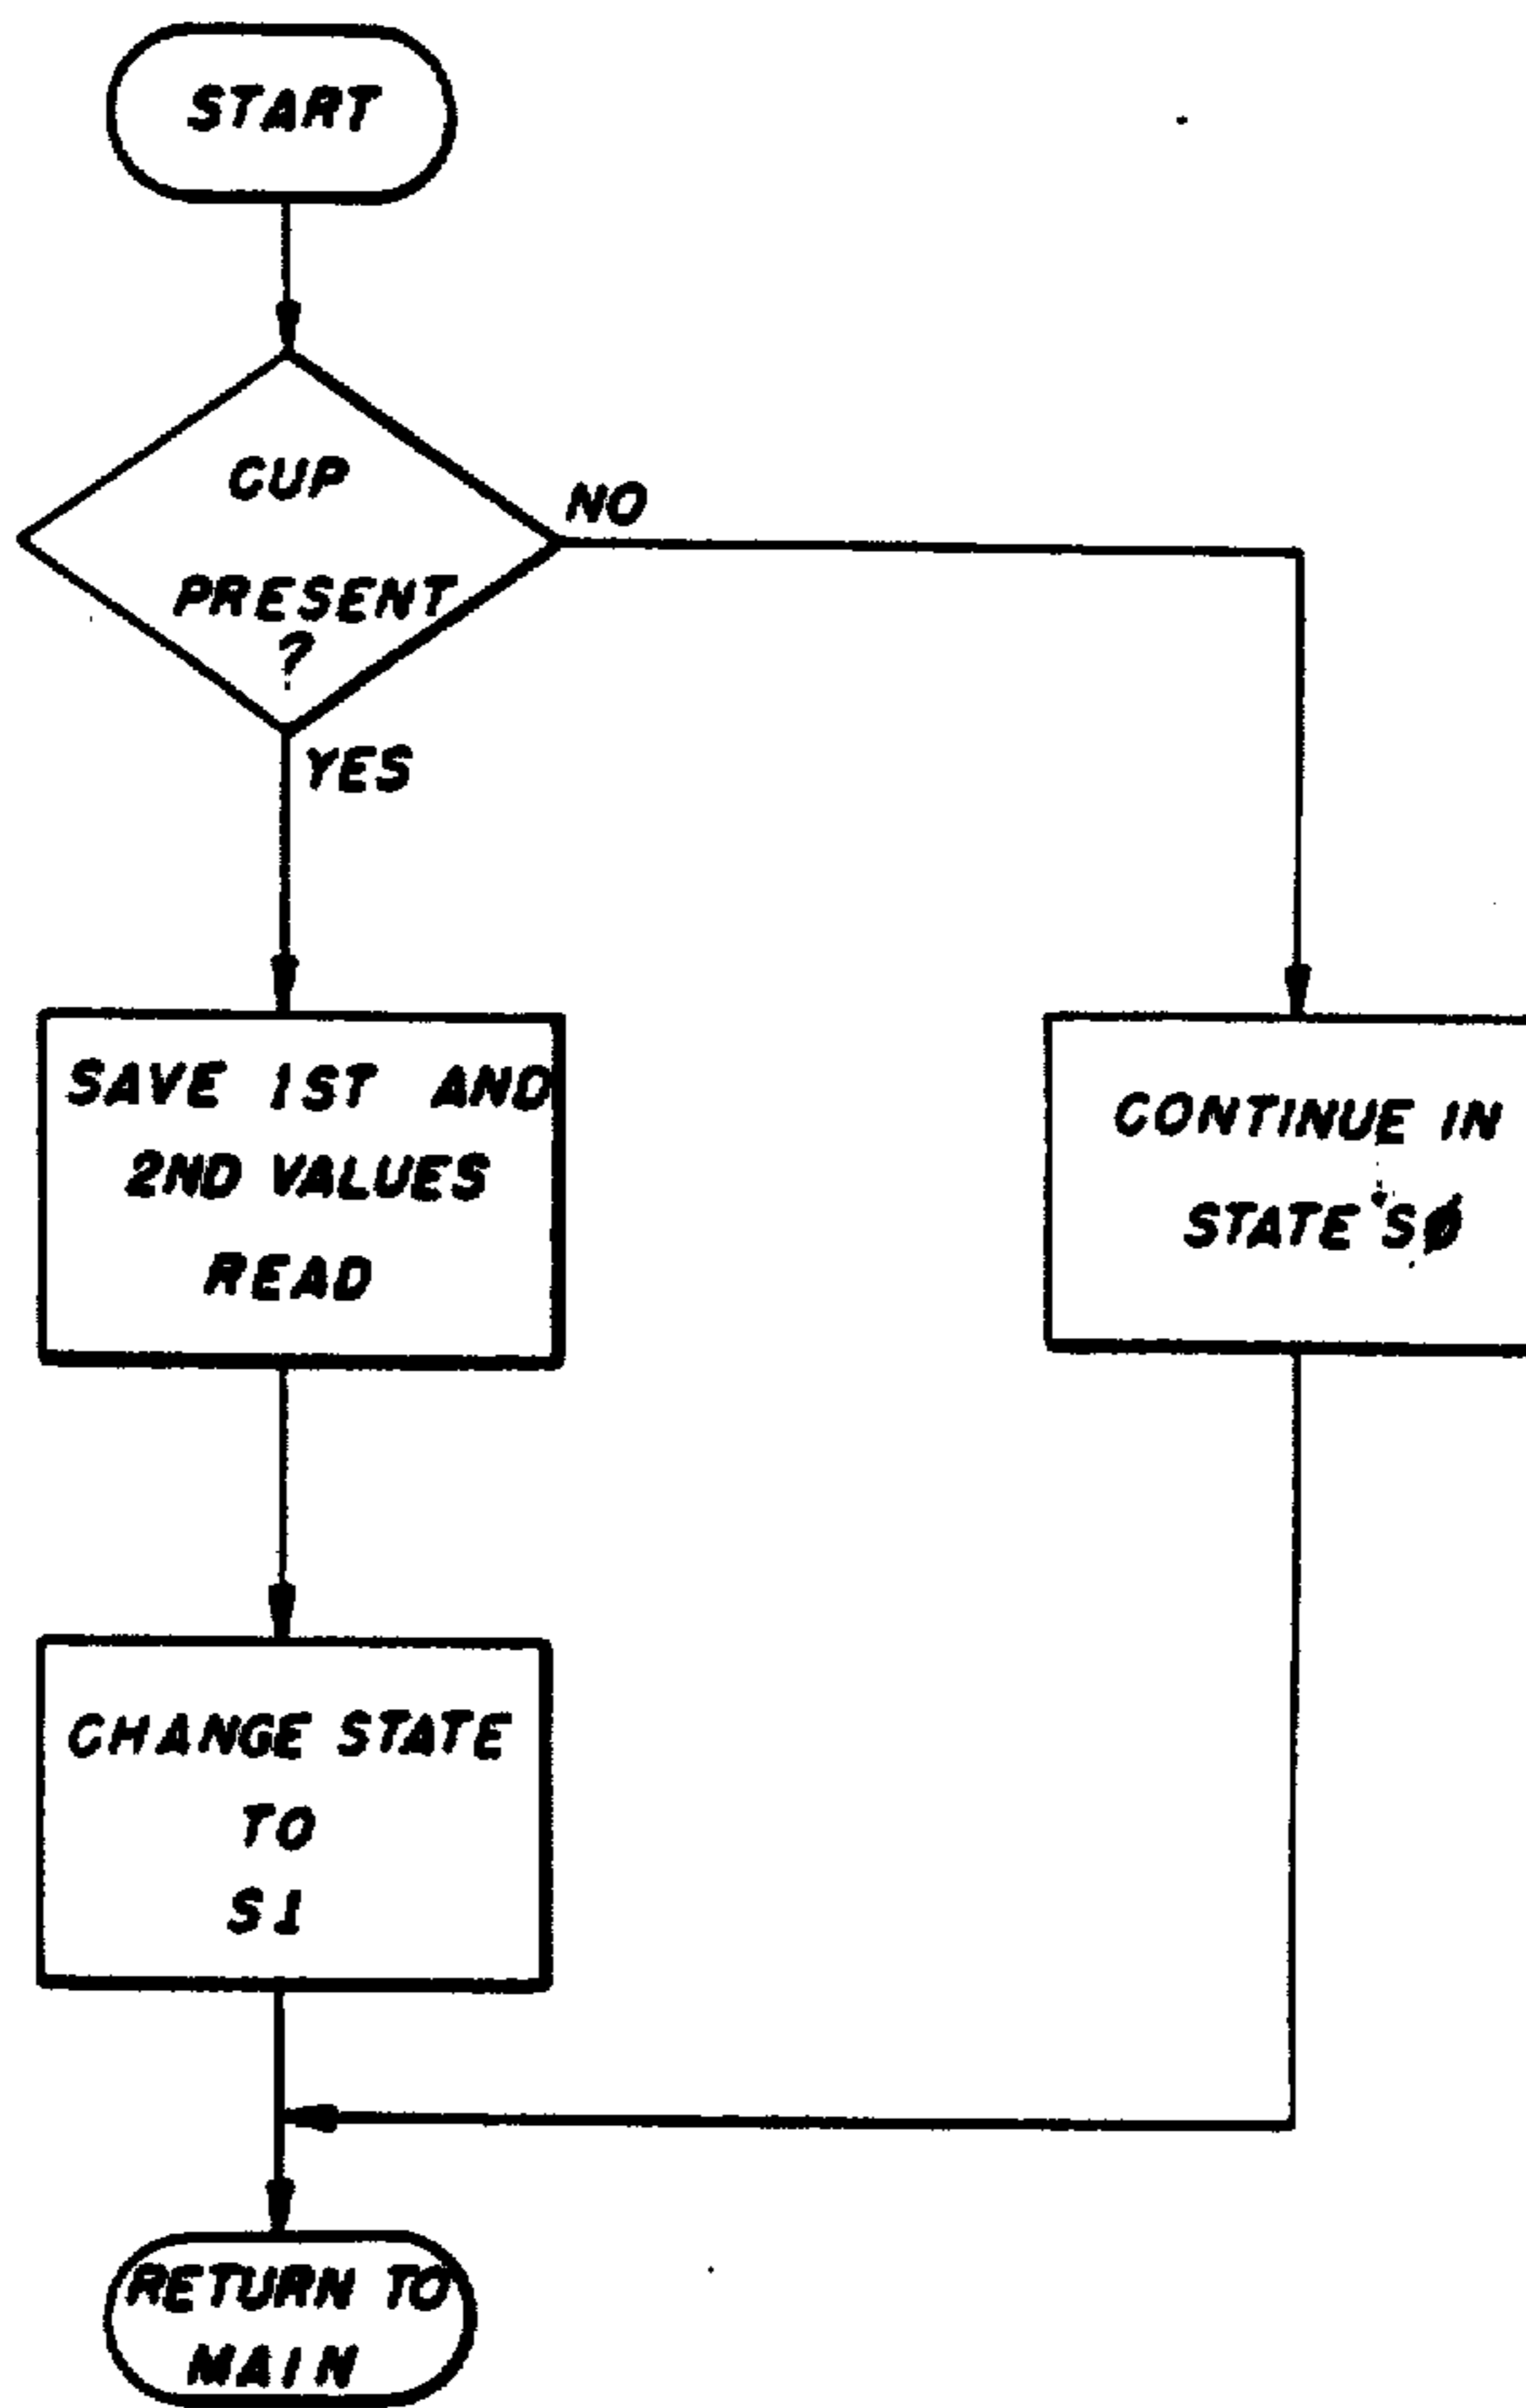 START
CUP
PRESENT
?
NO
YES
SAVE 1ST AND
2ND VALUES
READ
CONTINUE IN
STATE SØ
CHANGE STATE
TO
S1
RETURN TO
MAIN